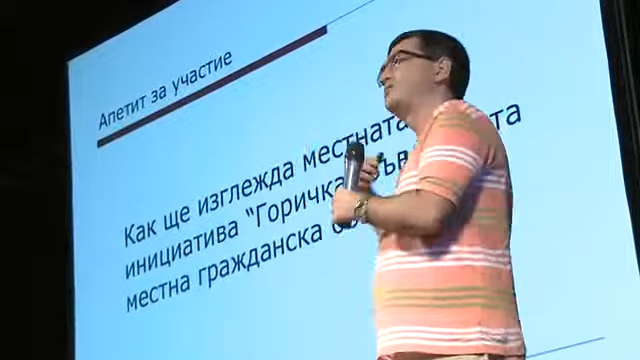 Апетит за участие
Как ще изглежда местната
инициатива “Горичка
местна гражданска